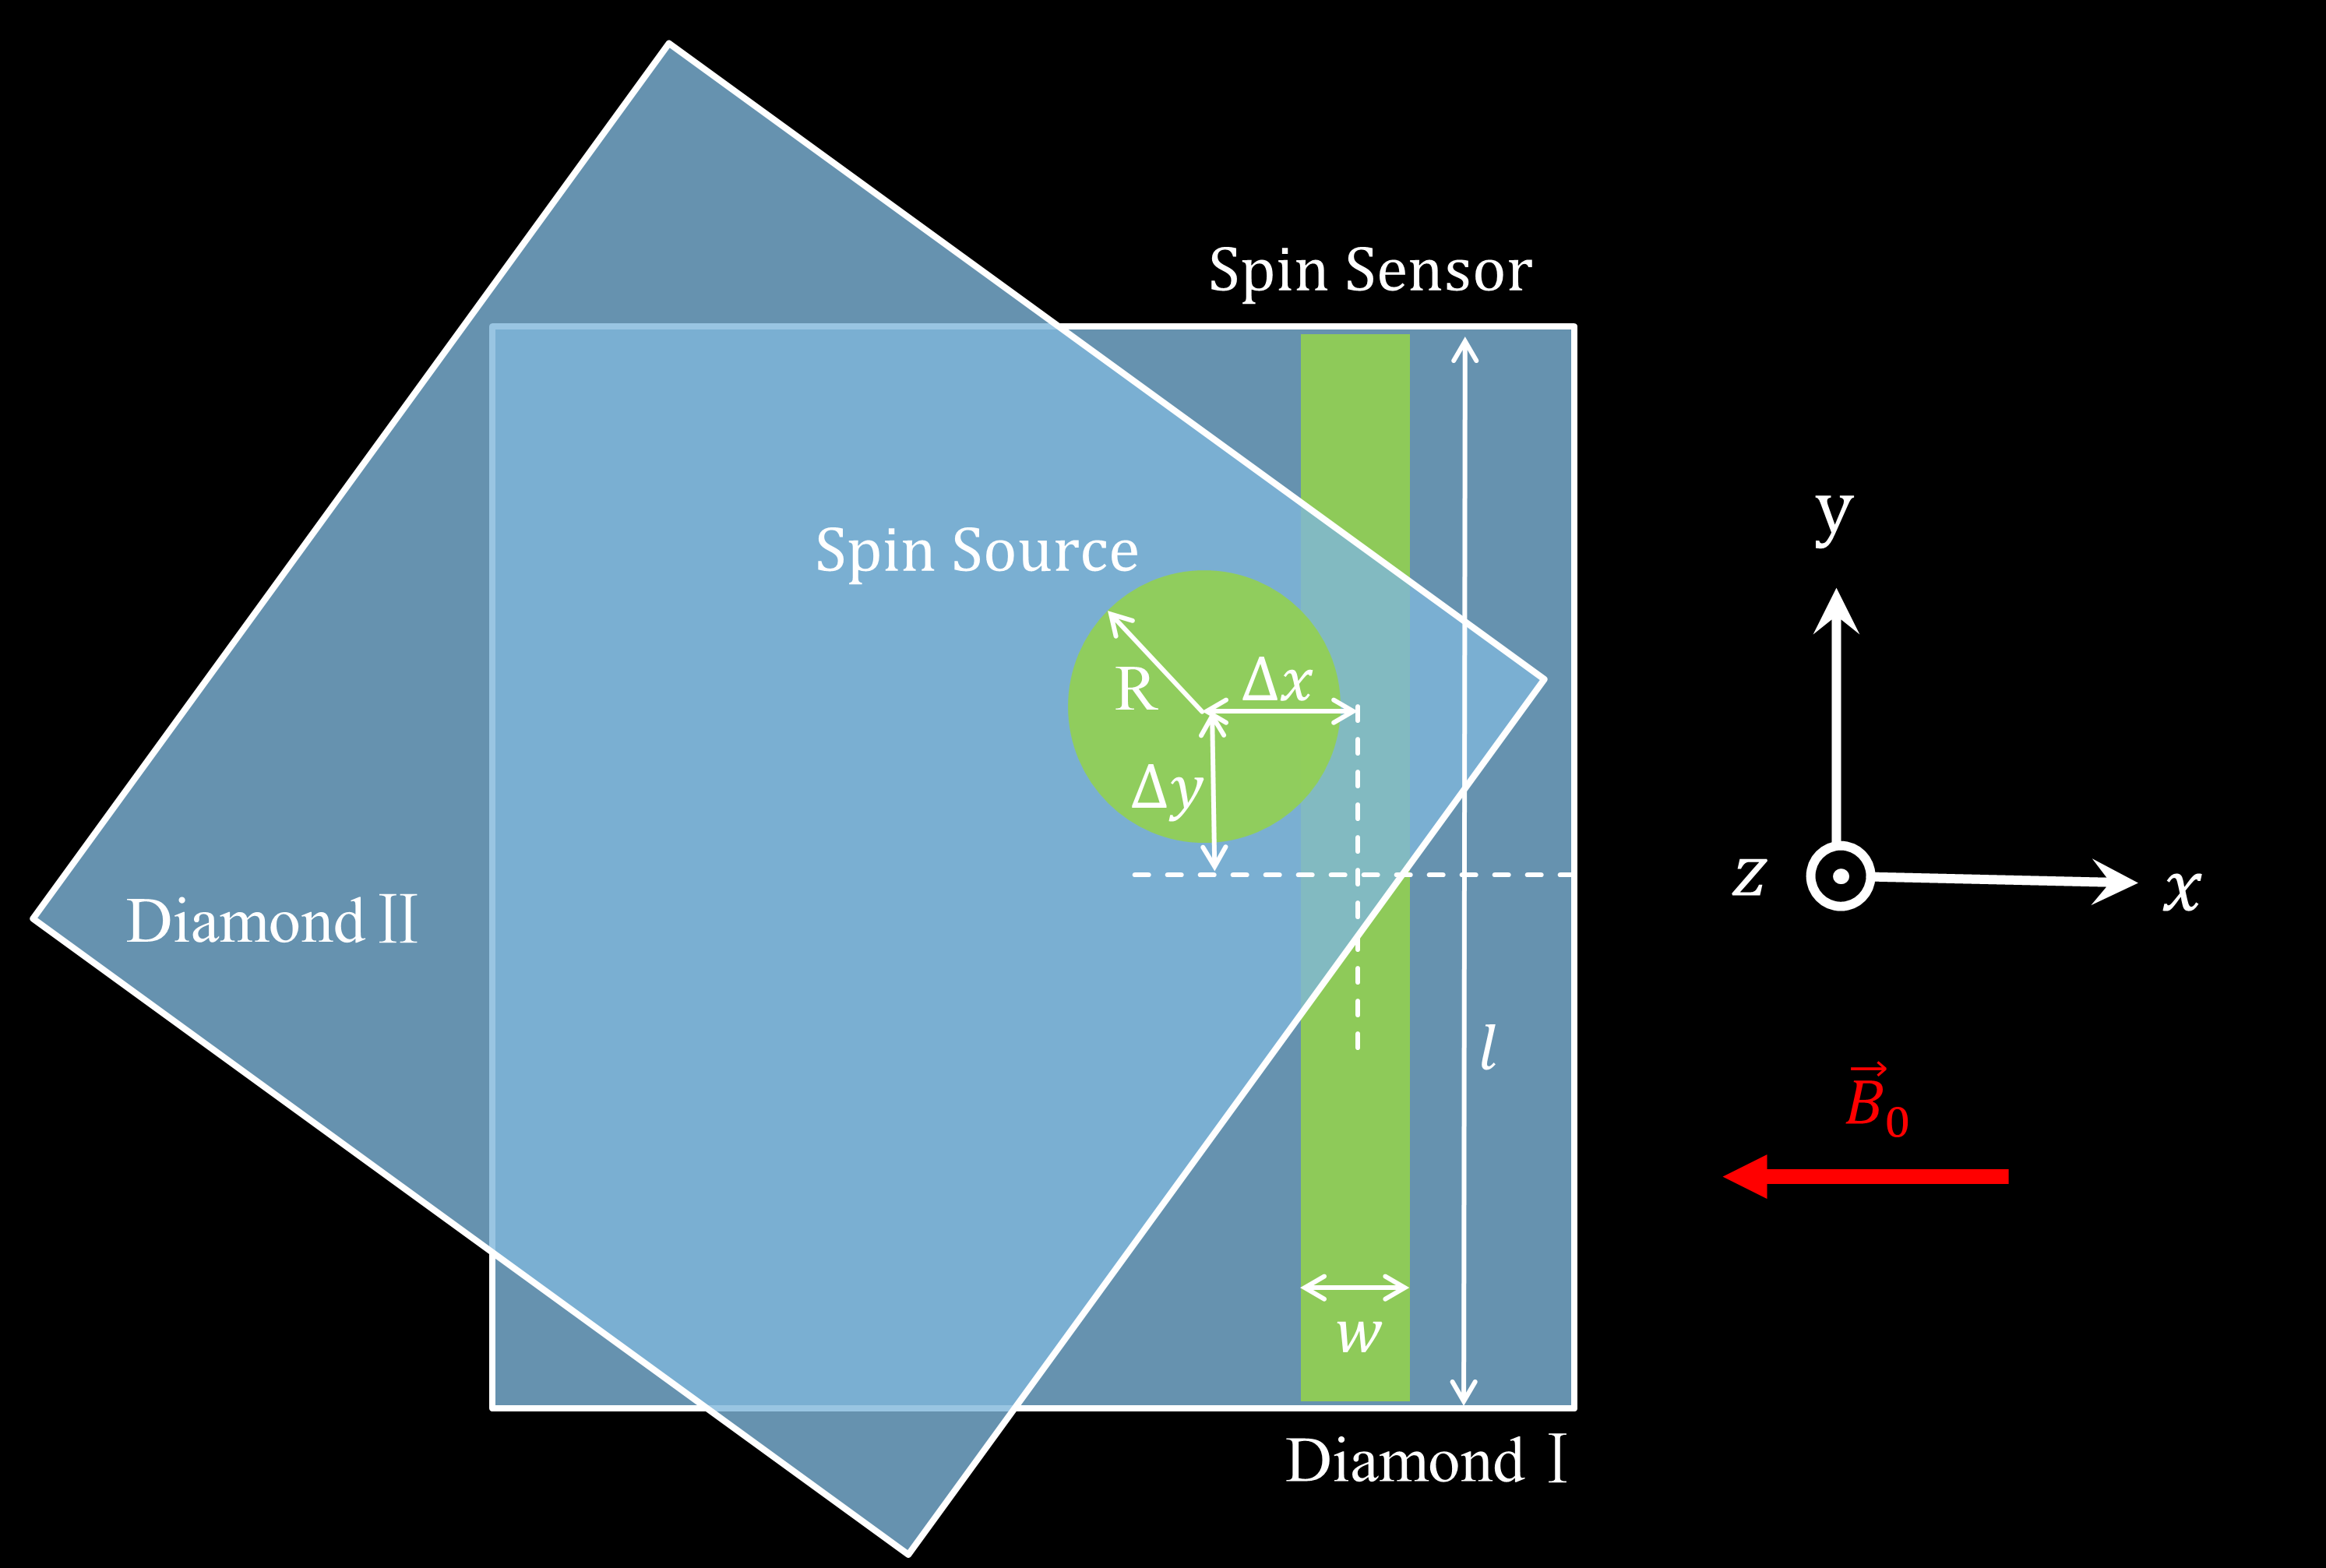 Spin Sensor
Spin Source
y
R
Δx
Δy
z
x
Diamond II
l
B⃗₀
w
Diamond I